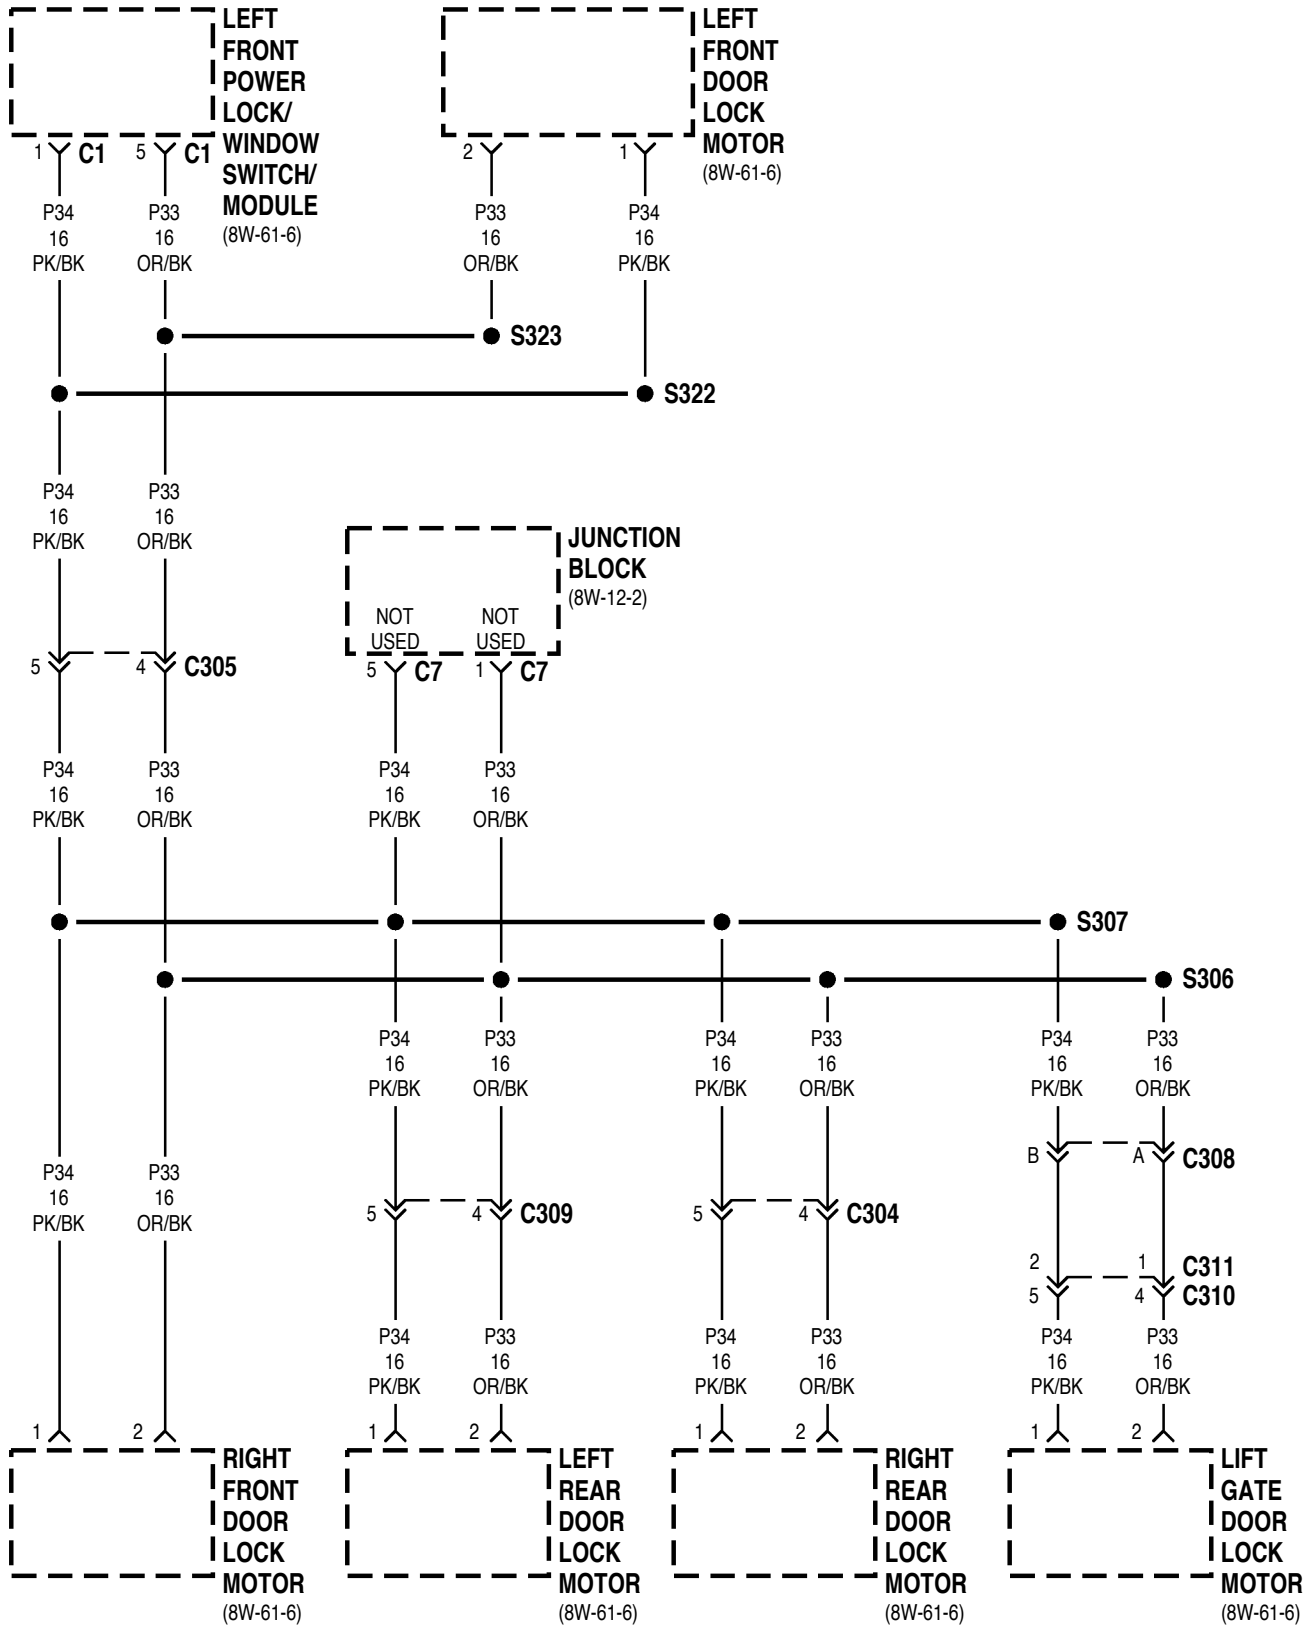 LEFT
FRONT
POWER
LOCK/
WINDOW
SWITCH/
MODULE
(8W-61-6)
LEFT
FRONT
DOOR
LOCK
MOTOR
(8W-61-6)
1 C1 5 C1
2 1
P34 P33 P33 P34
16 16 16 16
PK/BK OR/BK OR/BK PK/BK
S323
S322
P34 P33
16 16
PK/BK OR/BK
JUNCTION
BLOCK
(8W-12-2)
NOT NOT
USED USED
5 4 C305
5 C7 1 C7
P34 P33 P34 P33
16 16 16 16
PK/BK OR/BK PK/BK OR/BK
S307
S306
P34 P33 P34 P33 P34 P33
16 16 16 16 16 16
PK/BK OR/BK PK/BK OR/BK PK/BK OR/BK
B A C308
P34 P33
16 16
PK/BK OR/BK
5 4 C309
5 4 C304
2 1 C311
5 4 C310
P34 P33 P34 P33 P34 P33
16 16 16 16 16 16
PK/BK OR/BK PK/BK OR/BK PK/BK OR/BK
1 2 1 2 1 2 1 2
RIGHT
FRONT
DOOR
LOCK
MOTOR
(8W-61-6)
LEFT
REAR
DOOR
LOCK
MOTOR
(8W-61-6)
RIGHT
REAR
DOOR
LOCK
MOTOR
(8W-61-6)
LIFT
GATE
DOOR
LOCK
MOTOR
(8W-61-6)